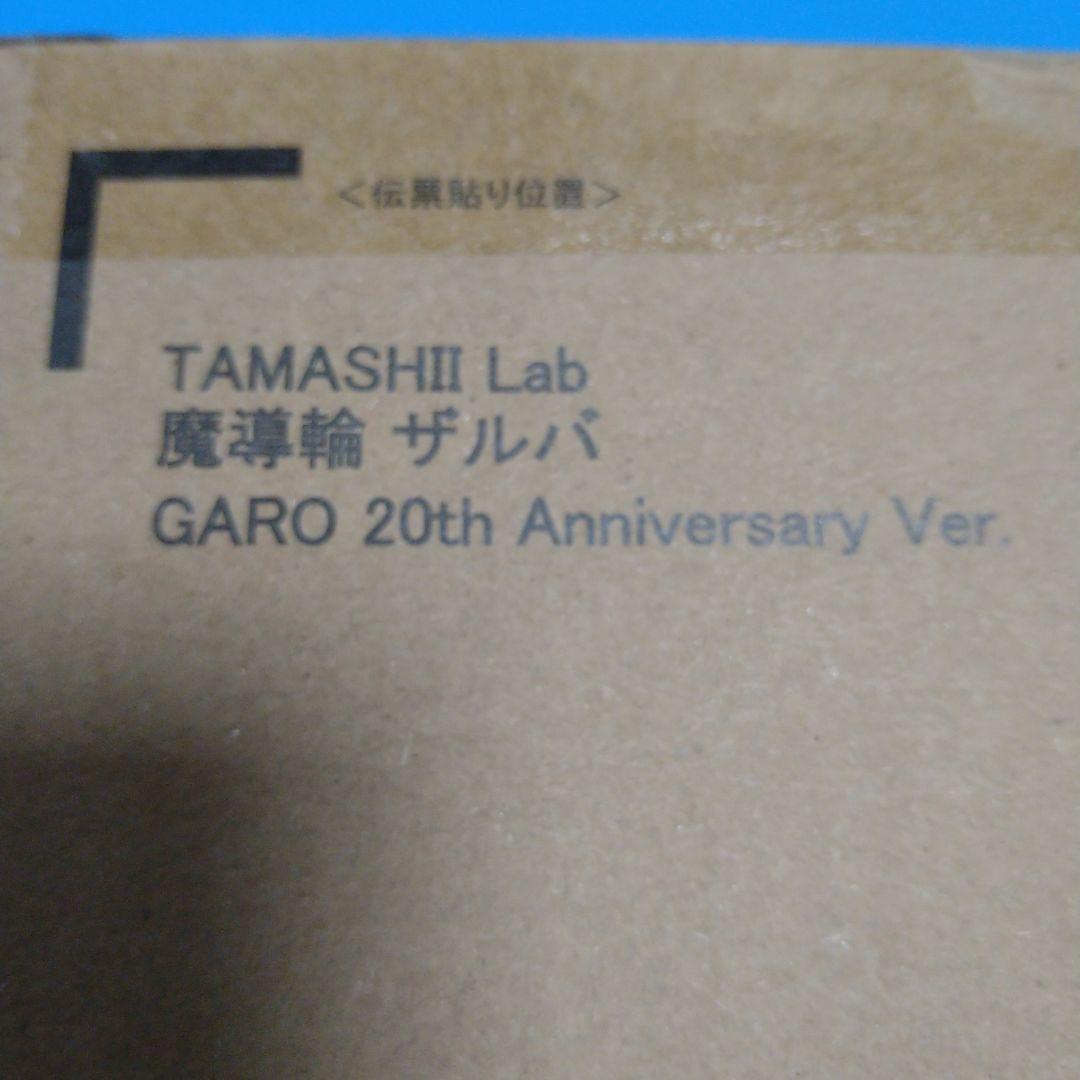 ＜伝票貼り位置＞
TAMASHII Lab
魔導輪 ザルバ
GARO 20th Anniversary Ver.